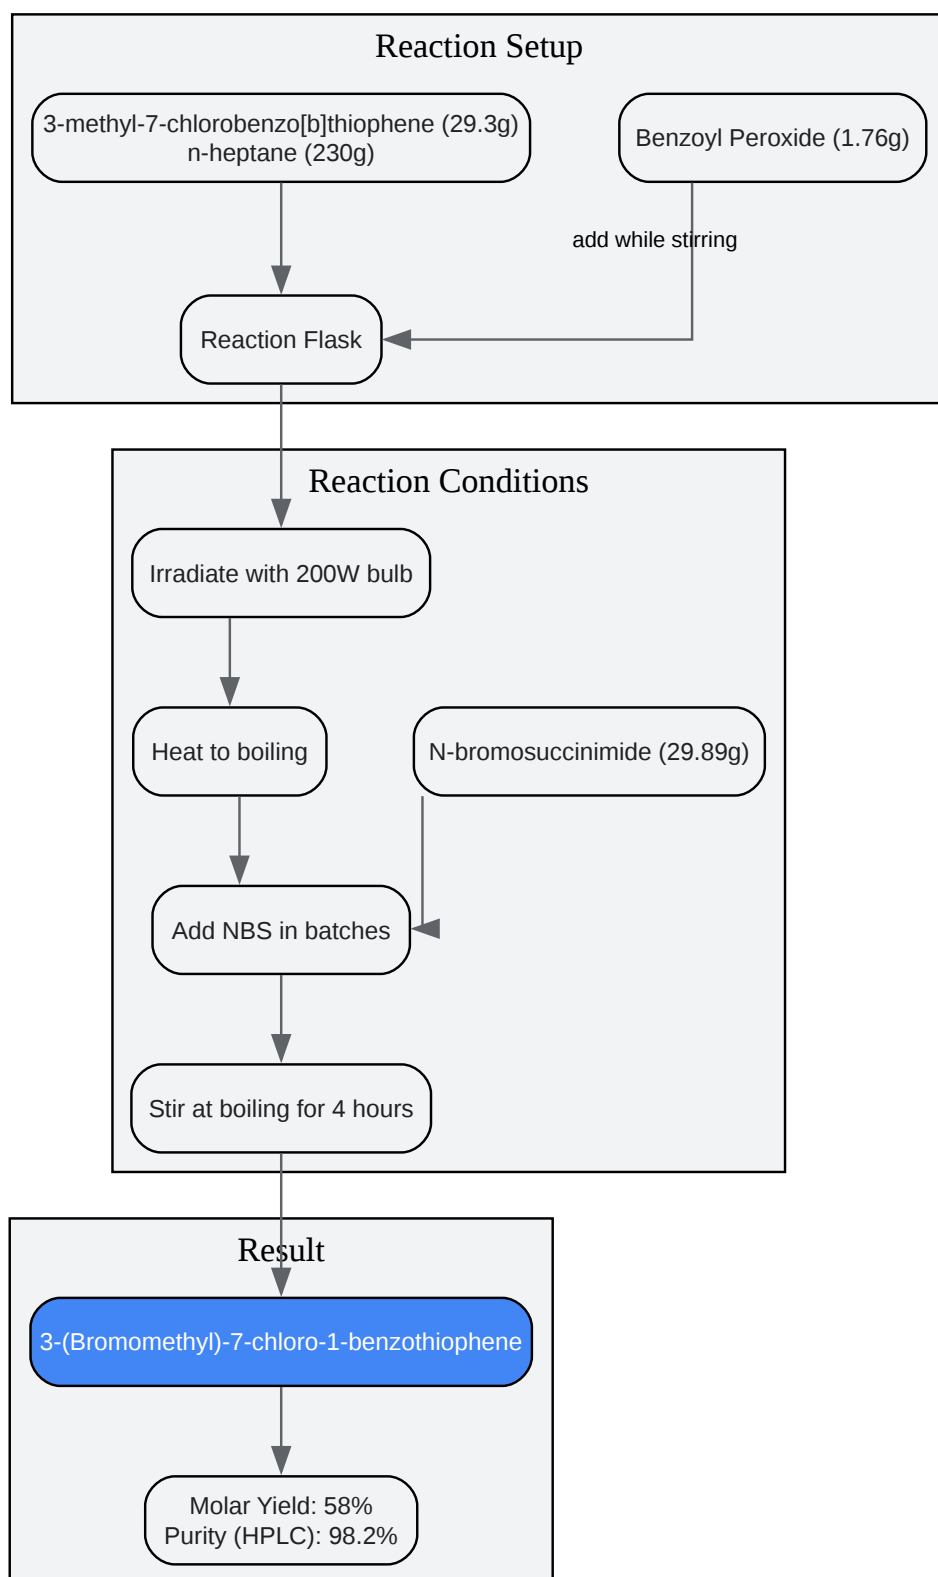 Reaction Setup
3-methyl-7-chlorobenzo[b]thiophene (29.3g)
n-heptane (230g)
Benzoyl Peroxide (1.76g)
add while stirring
Reaction Flask
Reaction Conditions
Irradiate with 200W bulb
Heat to boiling
N-bromosuccinimide (29.89g)
Add NBS in batches
Stir at boiling for 4 hours
Result
3-(Bromomethyl)-7-chloro-1-benzothiophene
Molar Yield: 58%
Purity (HPLC): 98.2%